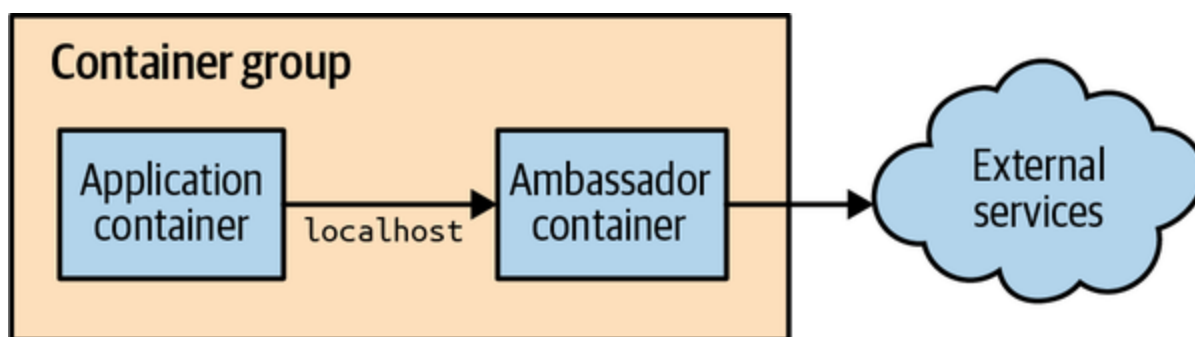 Container group
Application
container
localhost
Ambassador
container
External
services